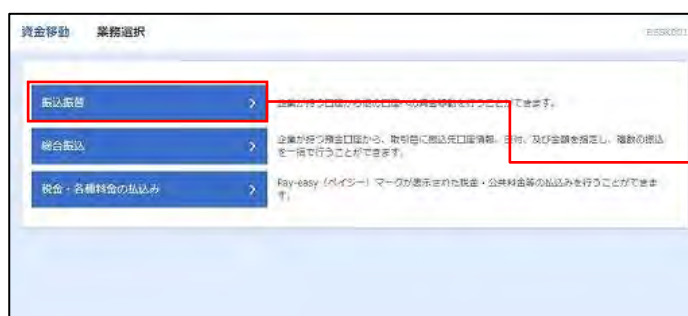 資金移動 業務選択
BSSK001
振込振替
企業が持つ口座から他の口座への資金移動を行うことができます。
総合振込
企業が持つ預金口座から、取引毎に振込先口座情報、日付、及び金額を指定し、複数の振込
を一括で行うことができます。
税金・各種料金の払込み
Pay-easy（ペイジー）マークが表示された税金・公共料金等の払込みを行うことができま
す。